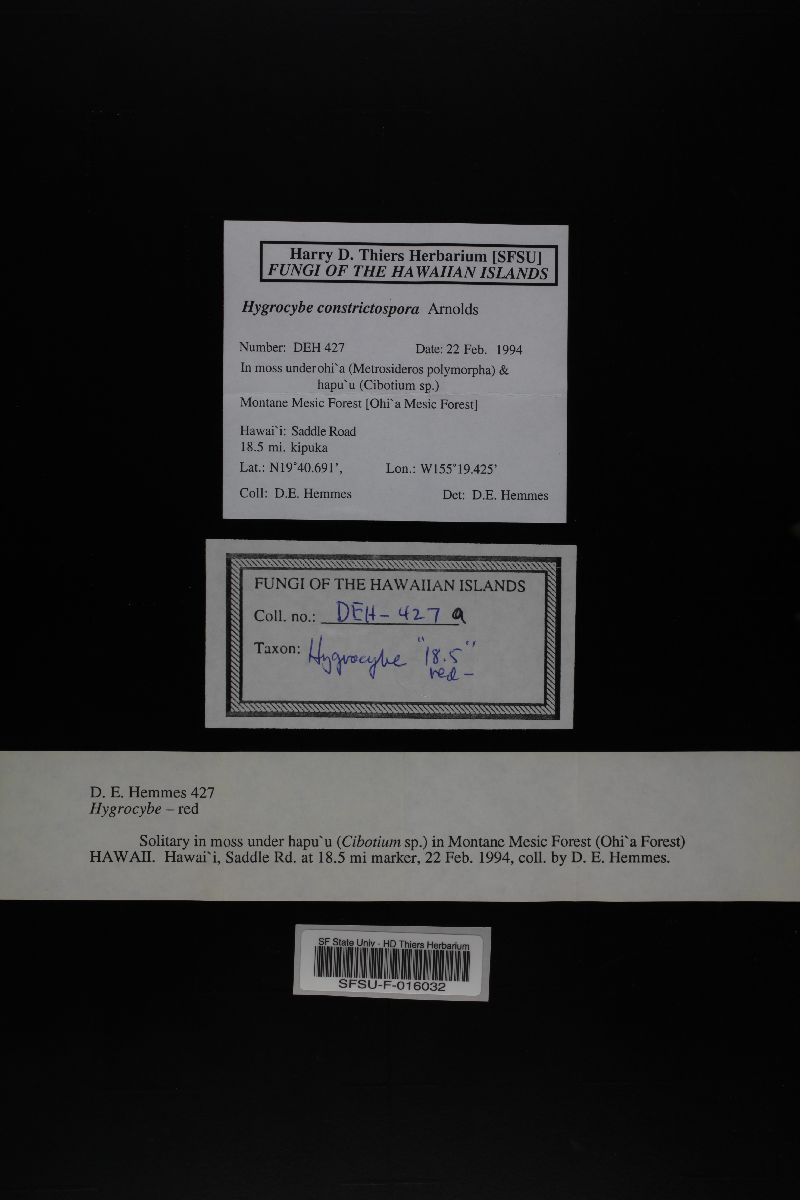 Harry D. Thiers Herbarium [SFSU]
FUNGI OF THE HAWAIIAN ISLANDS
Hygrocybe constrictospora Arnolds
Number: DEH 427 Date: 22 Feb. 1994
In moss under ohi`a (Metrosideros polymorpha) &
hapu`u (Cibotium sp.)
Montane Mesic Forest [Ohi`a Mesic Forest]
Hawai`i: Saddle Road
18.5 mi. kipuka
Lat.: N19°40.691', Lon.: W155°19.425'
Coll: D.E. Hemmes Det: D.E. Hemmes
FUNGI OF THE HAWAIIAN ISLANDS
Coll. no.: DEH-427 a
Taxon: Hygrocybe "18.5"
red-
D. E. Hemmes 427
Hygrocybe – red
Solitary in moss under hapu`u (Cibotium sp.) in Montane Mesic Forest (Ohi`a Forest)
HAWAII. Hawai`i, Saddle Rd. at 18.5 mi marker, 22 Feb. 1994, coll. by D. E. Hemmes.
SF State Univ - HD Thiers Herbarium
SFSU-F-016032